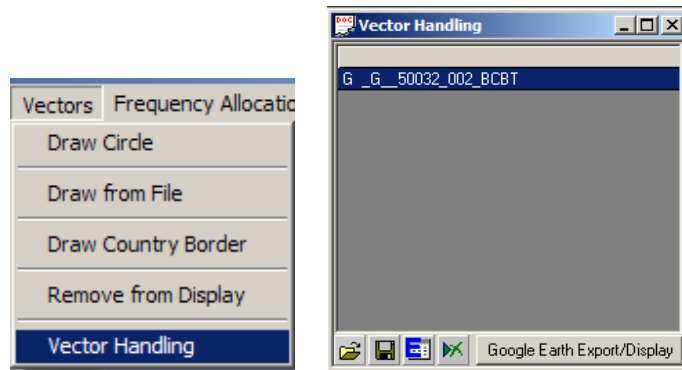 Vectors Frequency Allocatio
Draw Circle
Draw from File
Draw Country Border
Remove from Display
Vector Handling
DOC Vector Handling
G _G__50032_002_BCBT
Google Earth Export/Display